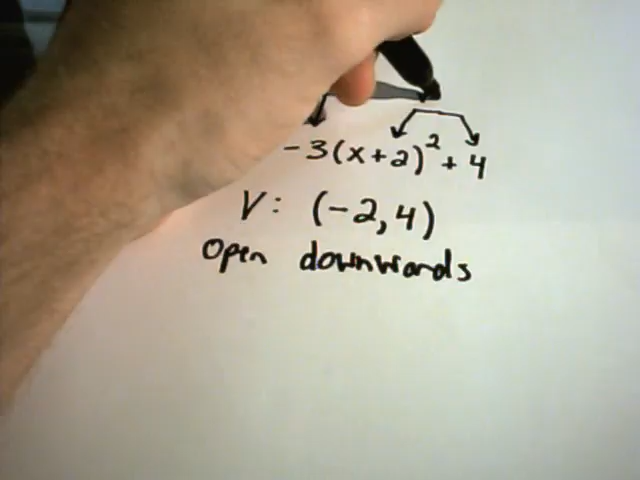 -3(x+2)² + 4
V: (-2,4)
Open downwards